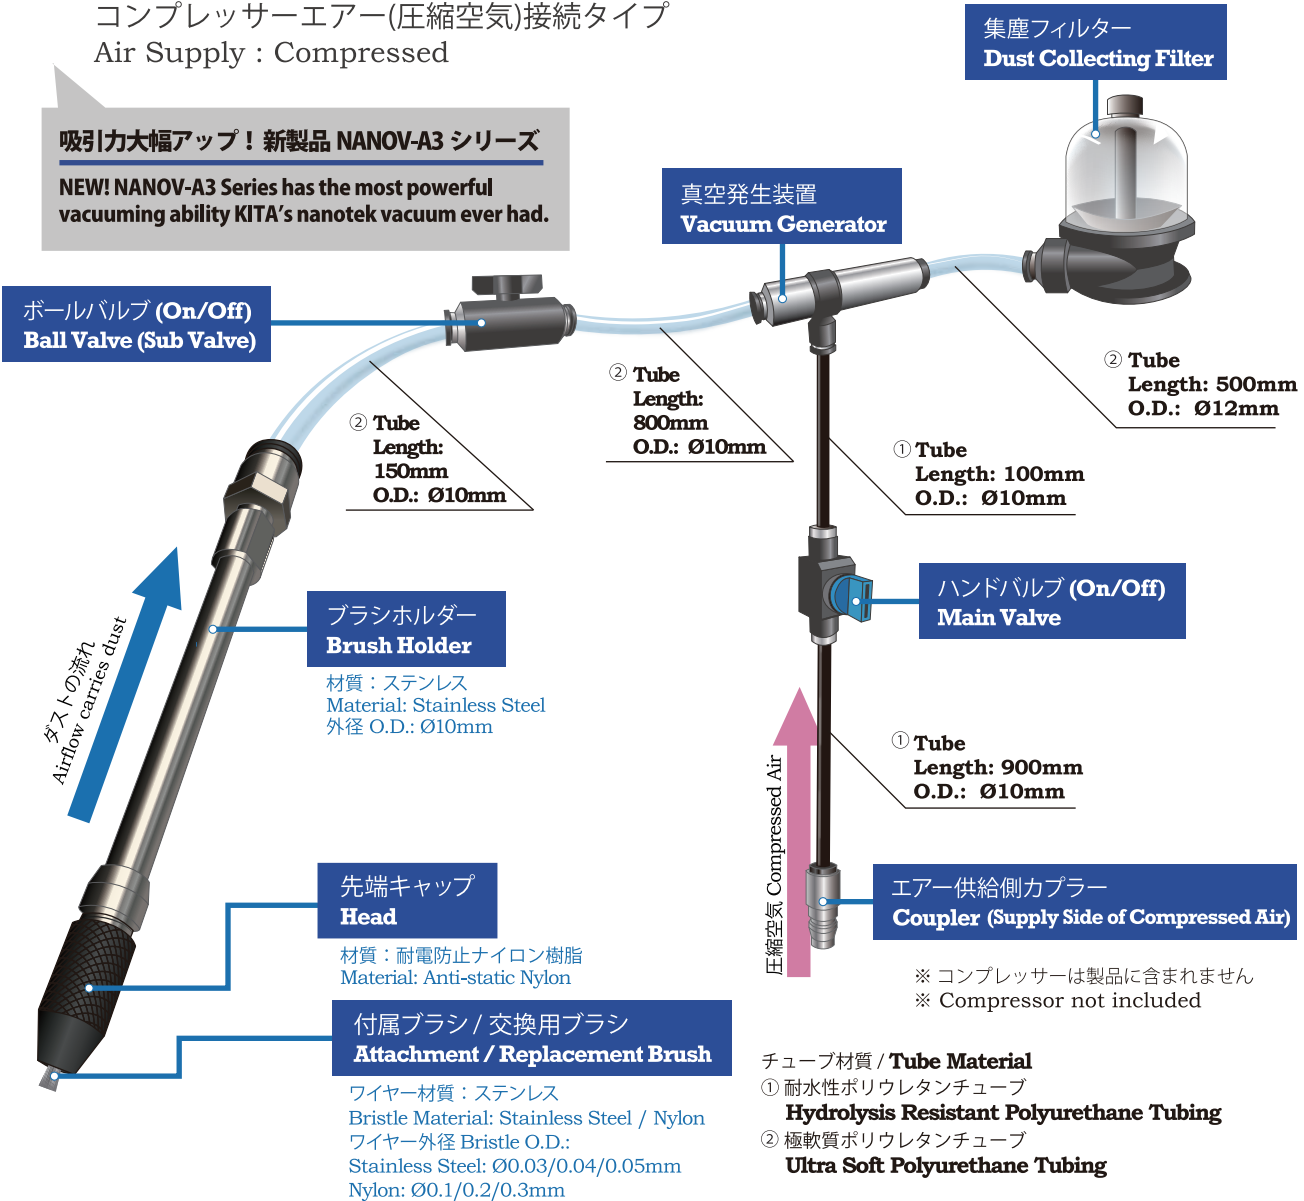 コンプレッサーエアー(圧縮空気)接続タイプ
Air Supply : Compressed
吸引力大幅アップ！ 新製品 NANOV-A3 シリーズ
NEW! NANOV-A3 Series has the most powerful
vacuuming ability KITA's nanotek vacuum ever had.
集塵フィルター
Dust Collecting Filter
真空発生装置
Vacuum Generator
ボールバルブ (On/Off)
Ball Valve (Sub Valve)
② Tube
Length:
150mm
O.D.: Ø10mm
② Tube
Length:
800mm
O.D.: Ø10mm
② Tube
Length: 500mm
O.D.: Ø12mm
① Tube
Length: 100mm
O.D.: Ø10mm
ハンドバルブ (On/Off)
Main Valve
ブラシホルダー
Brush Holder
材質：ステンレス
Material: Stainless Steel
外径 O.D.: Ø10mm
ダストの流れ
Airflow carries dust
① Tube
Length: 900mm
O.D.: Ø10mm
圧縮空気 Compressed Air
先端キャップ
Head
材質：耐電防止ナイロン樹脂
Material: Anti-static Nylon
エアー供給側カプラー
Coupler (Supply Side of Compressed Air)
※ コンプレッサーは製品に含まれません
※ Compressor not included
付属ブラシ / 交換用ブラシ
Attachment / Replacement Brush
ワイヤー材質：ステンレス
Bristle Material: Stainless Steel / Nylon
ワイヤー外径 Bristle O.D.:
Stainless Steel: Ø0.03/0.04/0.05mm
Nylon: Ø0.1/0.2/0.3mm
チューブ材質 / Tube Material
① 耐水性ポリウレタンチューブ
Hydrolysis Resistant Polyurethane Tubing
② 極軟質ポリウレタンチューブ
Ultra Soft Polyurethane Tubing